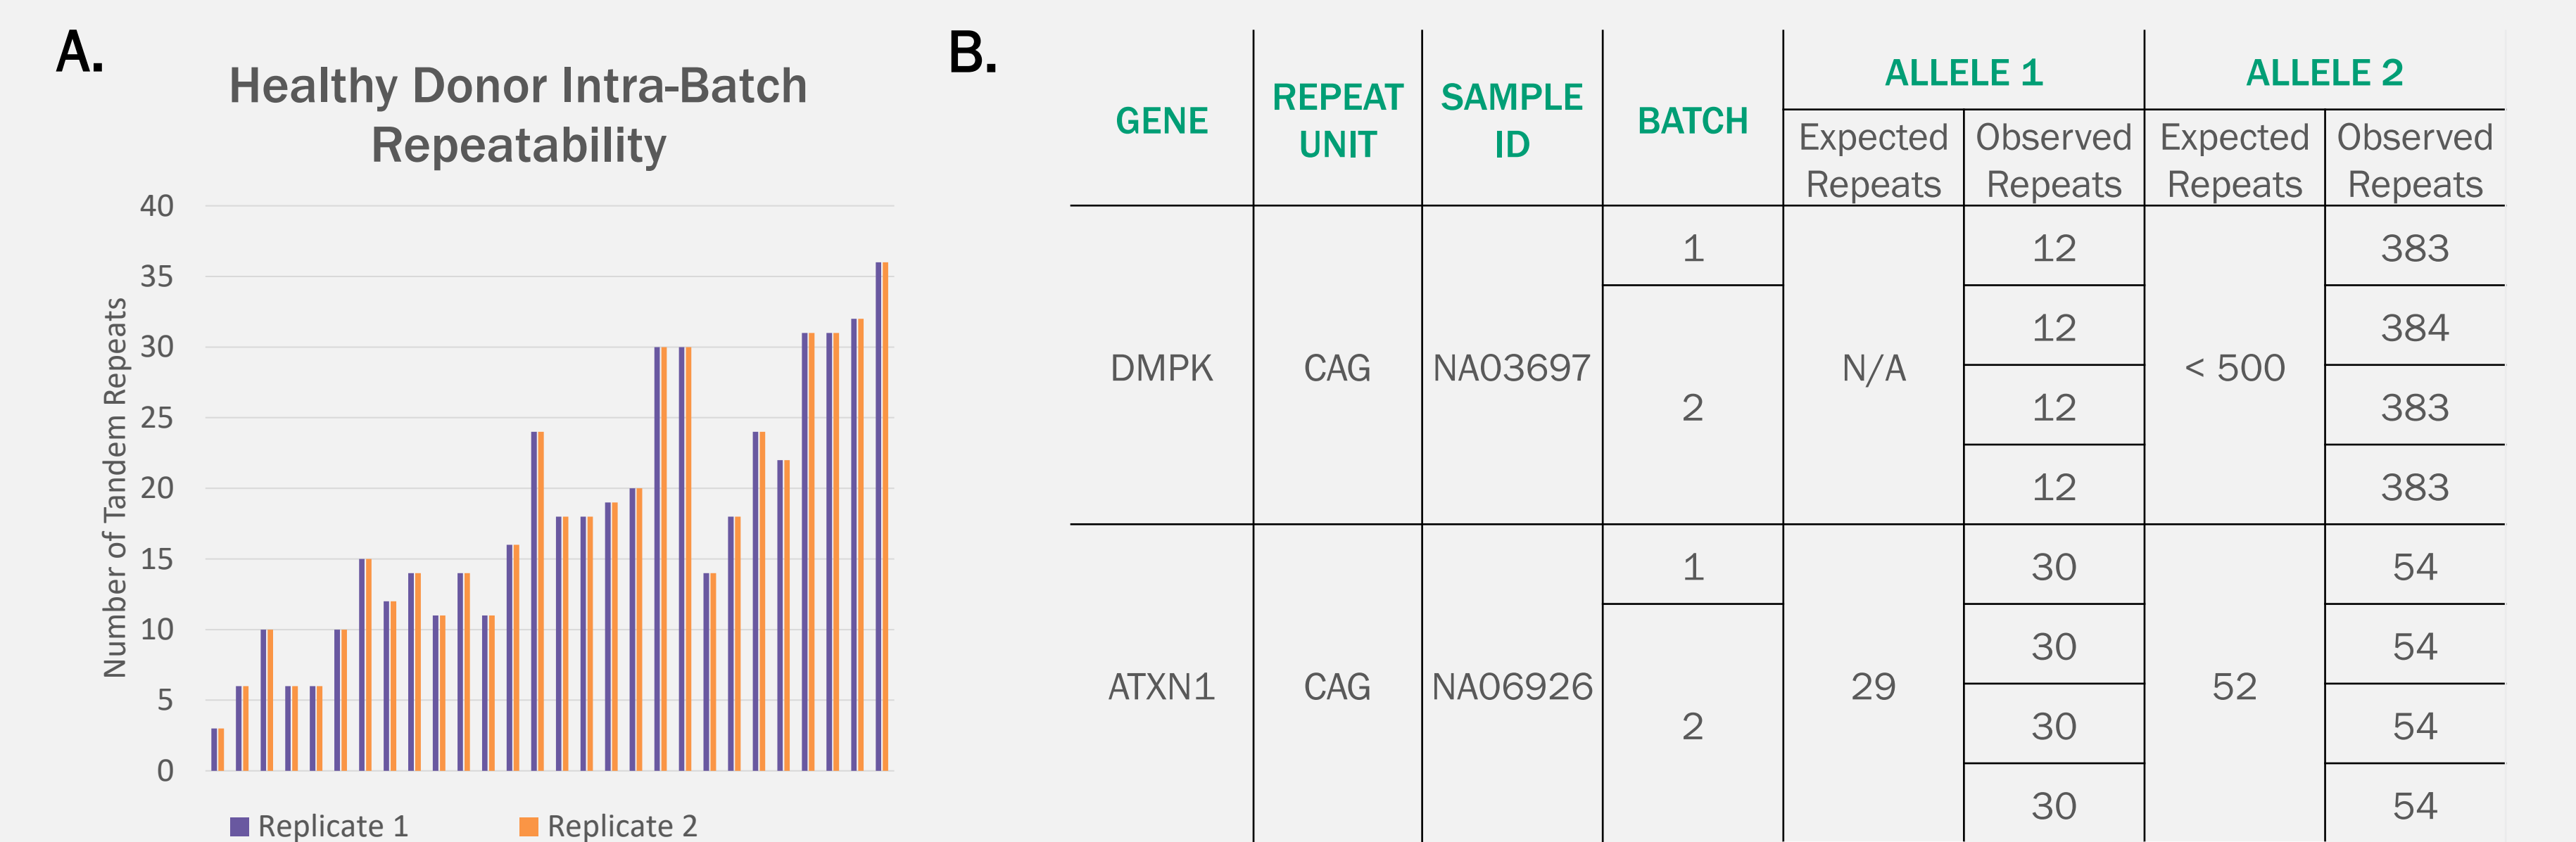 A.
Healthy Donor Intra-Batch
Repeatability
Number of Tandem Repeats
40
35
30
25
20
15
10
5
0
Replicate 1
Replicate 2
B.
GENE
REPEAT
UNIT
SAMPLE
ID
BATCH
ALLELE 1
ALLELE 2
Expected
Repeats
Observed
Repeats
Expected
Repeats
Observed
Repeats
DMPK
CAG
NA03697
1
2
N/A
12
12
12
12
< 500
383
384
383
383
ATXN1
CAG
NA06926
1
2
29
30
30
30
30
52
54
54
54
54